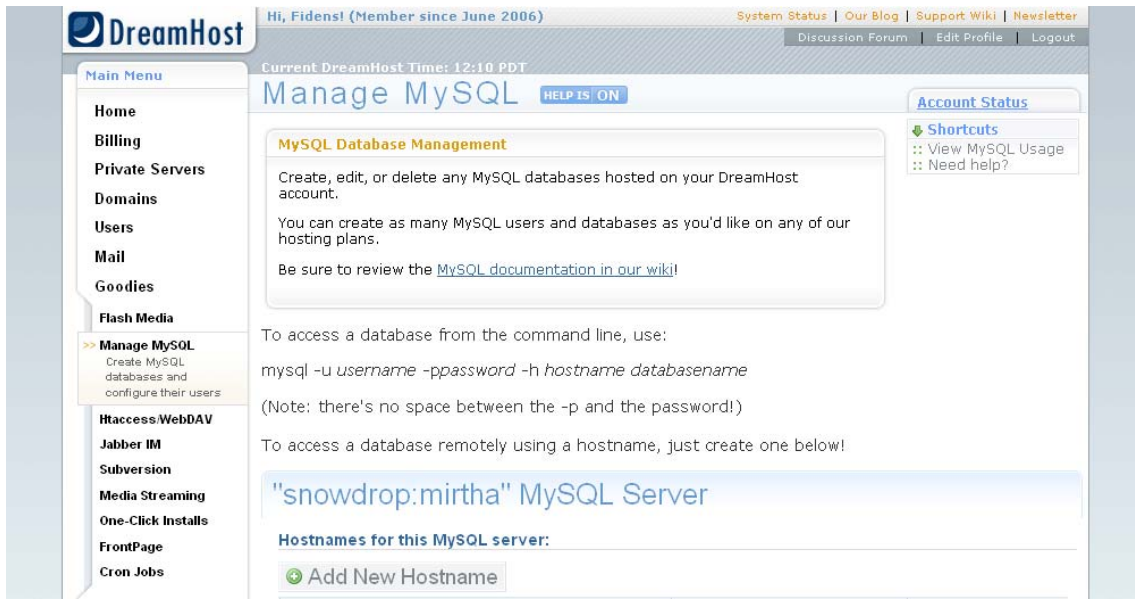 DreamHost
Hi, Fidens! (Member since June 2006)
System Status | Our Blog | Support Wiki | Newsletter
Discussion Forum | Edit Profile | Logout
Main Menu
Home
Billing
Private Servers
Domains
Users
Mail
Goodies
Flash Media
>> Manage MySQL
Create MySQL
databases and
configure their users
Htaccess/WebDAV
Jabber IM
Subversion
Media Streaming
One-Click Installs
FrontPage
Cron Jobs
Current DreamHost Time: 12:10 PDT
Manage MySQL HELP IS ON
MySQL Database Management
Create, edit, or delete any MySQL databases hosted on your DreamHost
account.
You can create as many MySQL users and databases as you'd like on any of our
hosting plans.
Be sure to review the MySQL documentation in our wiki!
To access a database from the command line, use:
mysql -u username -ppassword -h hostname databasename
(Note: there's no space between the -p and the password!)
To access a database remotely using a hostname, just create one below!
"snowdrop:mirtha" MySQL Server
Hostnames for this MySQL server:
Add New Hostname
Account Status
Shortcuts
:: View MySQL Usage
:: Need help?